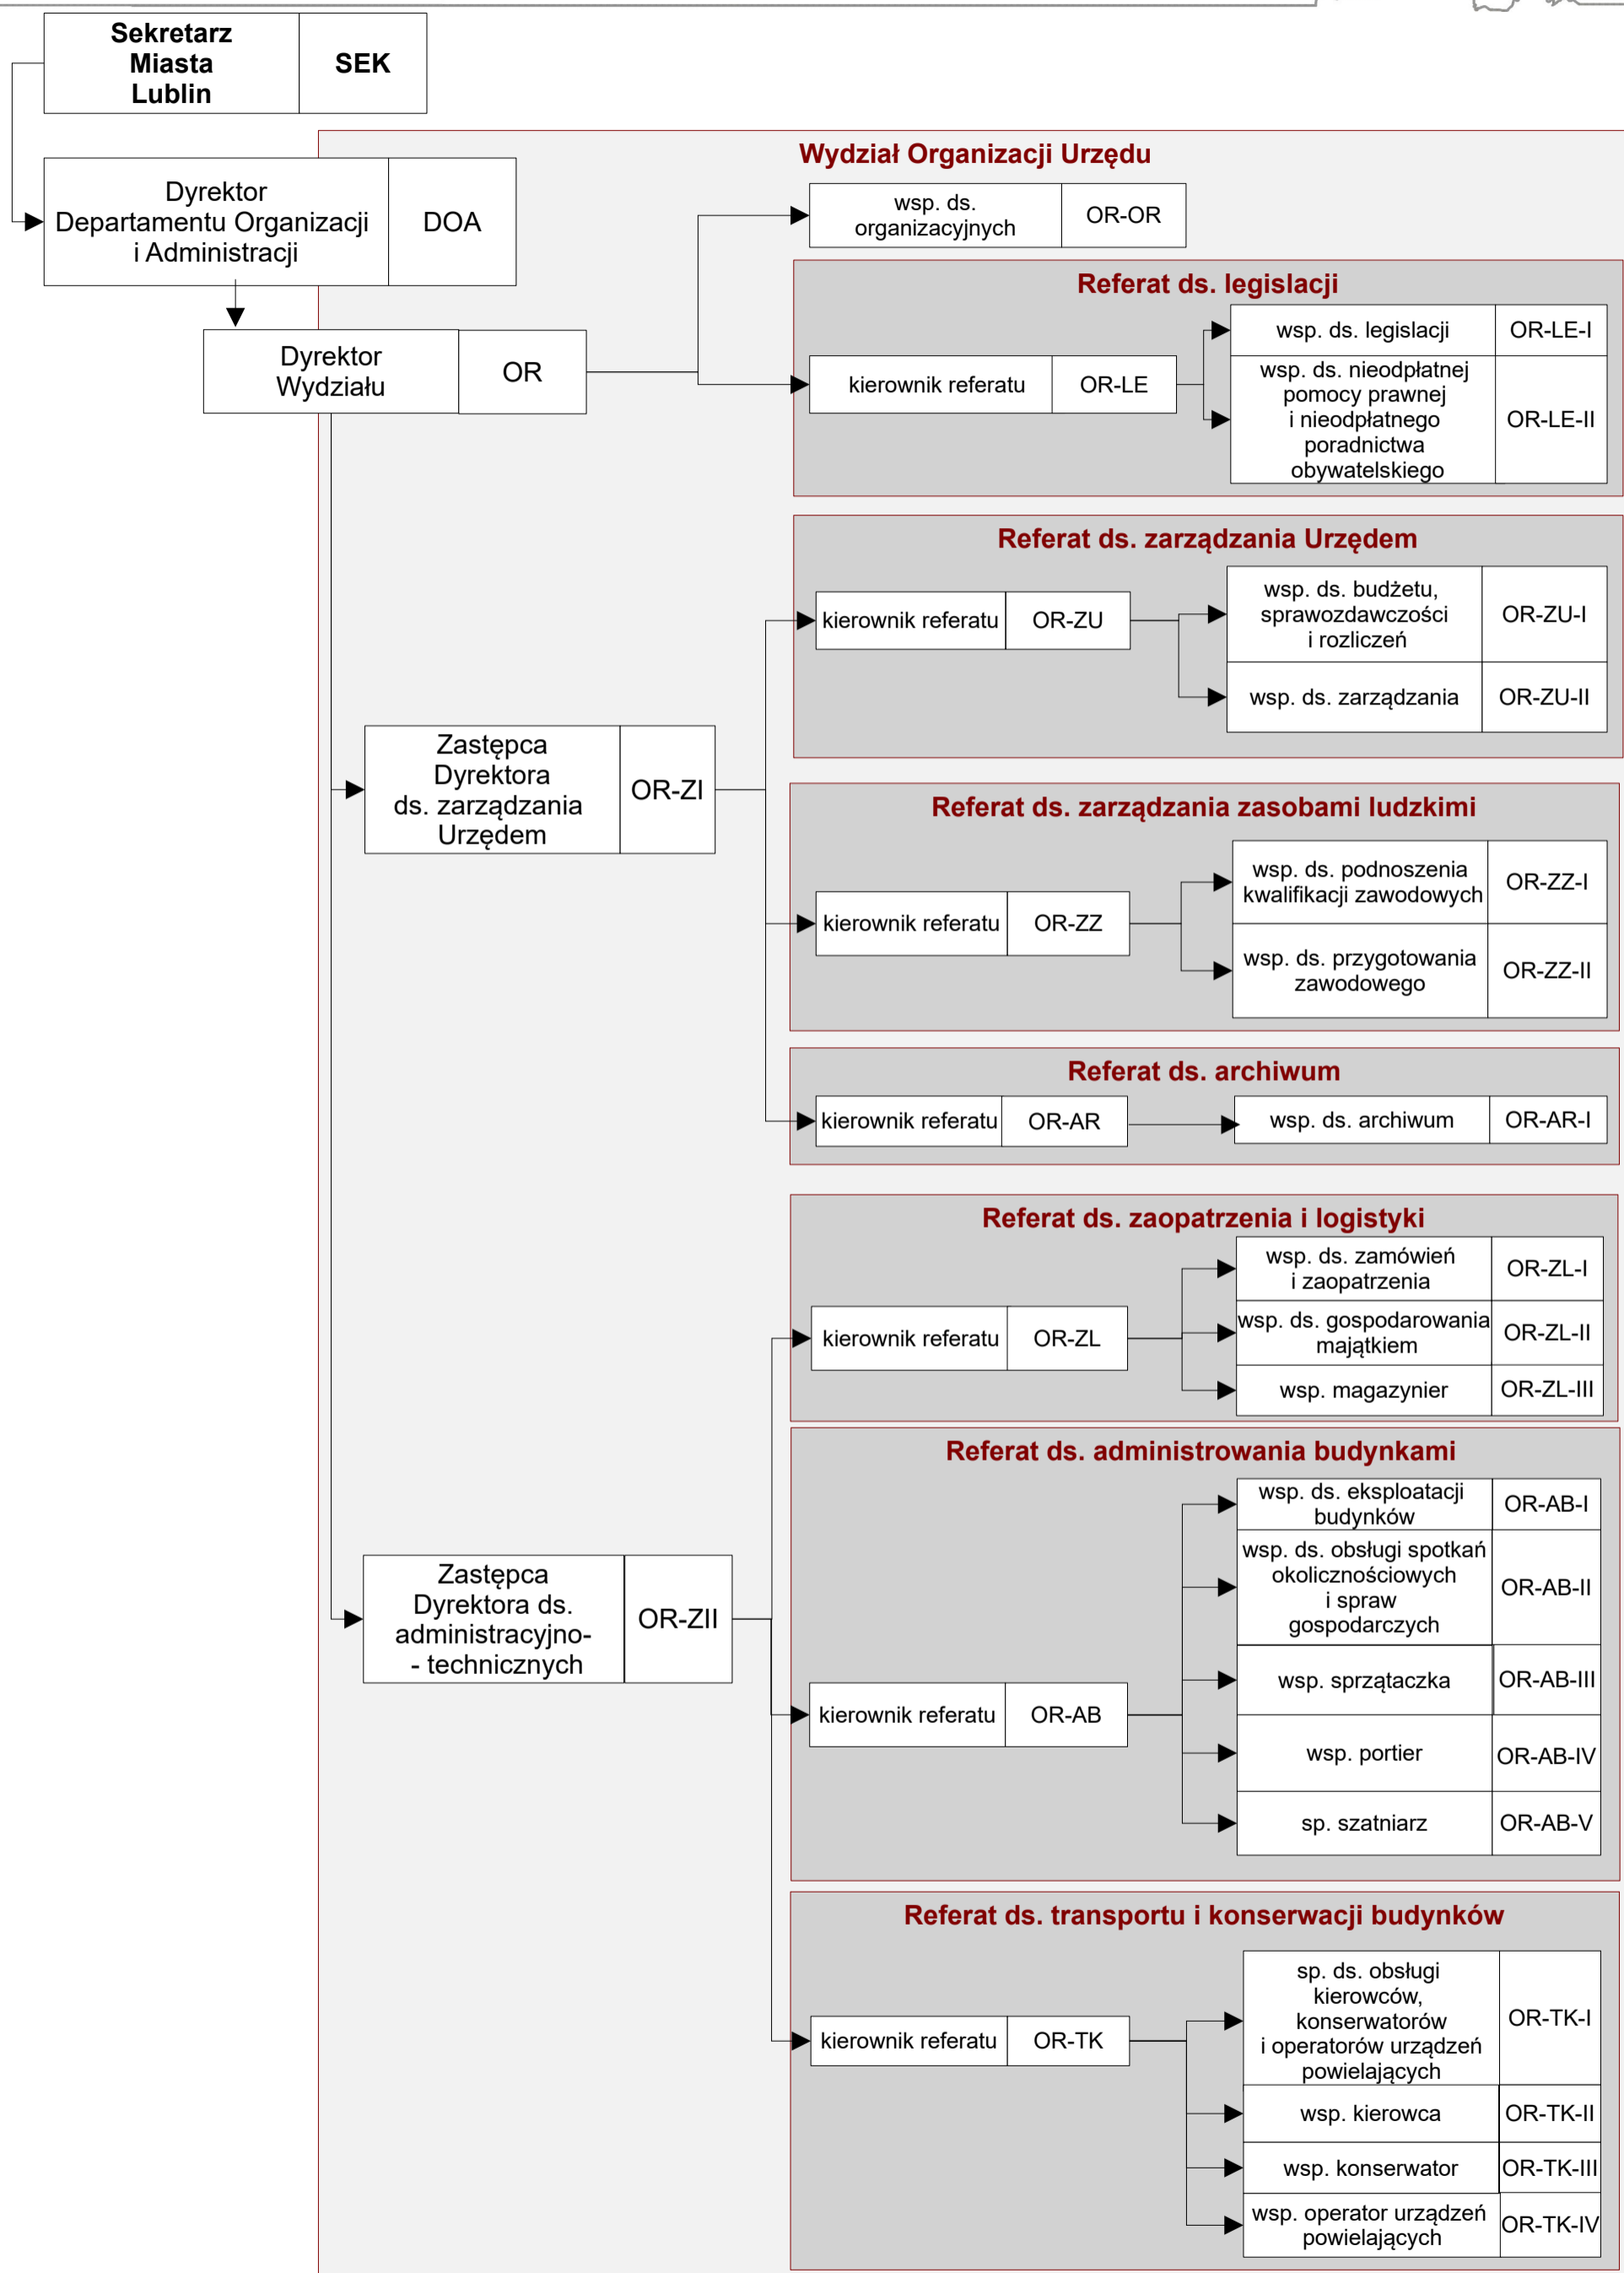 Sekretarz
Miasta
Lublin
SEK
Wydział Organizacji Urzędu
Dyrektor
Departamentu Organizacji
i Administracji
DOA
wsp. ds.
organizacyjnych
OR-OR
Dyrektor
Wydziału
OR
Referat ds. legislacji
kierownik referatu
OR-LE
wsp. ds. legislacji
OR-LE-I
wsp. ds. nieodpłatnej
pomocy prawnej
i nieodpłatnego
poradnictwa
obywatelskiego
OR-LE-II
Zastępca
Dyrektora
ds. zarządzania
Urzędem
OR-ZI
Referat ds. zarządzania Urzędem
kierownik referatu
OR-ZU
wsp. ds. budżetu,
sprawozdawczości
i rozliczeń
OR-ZU-I
wsp. ds. zarządzania
OR-ZU-II
Referat ds. zarządzania zasobami ludzkimi
kierownik referatu
OR-ZZ
wsp. ds. podnoszenia
kwalifikacji zawodowych
OR-ZZ-I
wsp. ds. przygotowania
zawodowego
OR-ZZ-II
Referat ds. archiwum
kierownik referatu
OR-AR
wsp. ds. archiwum
OR-AR-I
Zastępca
Dyrektora ds.
administracyjno-
- technicznych
OR-ZII
Referat ds. zaopatrzenia i logistyki
kierownik referatu
OR-ZL
wsp. ds. zamówień
i zaopatrzenia
OR-ZL-I
wsp. ds. gospodarowania
majątkiem
OR-ZL-II
wsp. magazynier
OR-ZL-III
Referat ds. administrowania budynkami
kierownik referatu
OR-AB
wsp. ds. eksploatacji
budynków
OR-AB-I
wsp. ds. obsługi spotkań
okolicznościowych
i spraw
gospodarczych
OR-AB-II
wsp. sprzątaczka
OR-AB-III
wsp. portier
OR-AB-IV
sp. szatniarz
OR-AB-V
Referat ds. transportu i konserwacji budynków
kierownik referatu
OR-TK
sp. ds. obsługi
kierowców,
konserwatorów
i operatorów urządzeń
powielających
OR-TK-I
wsp. kierowca
OR-TK-II
wsp. konserwator
OR-TK-III
wsp. operator urządzeń
powielających
OR-TK-IV